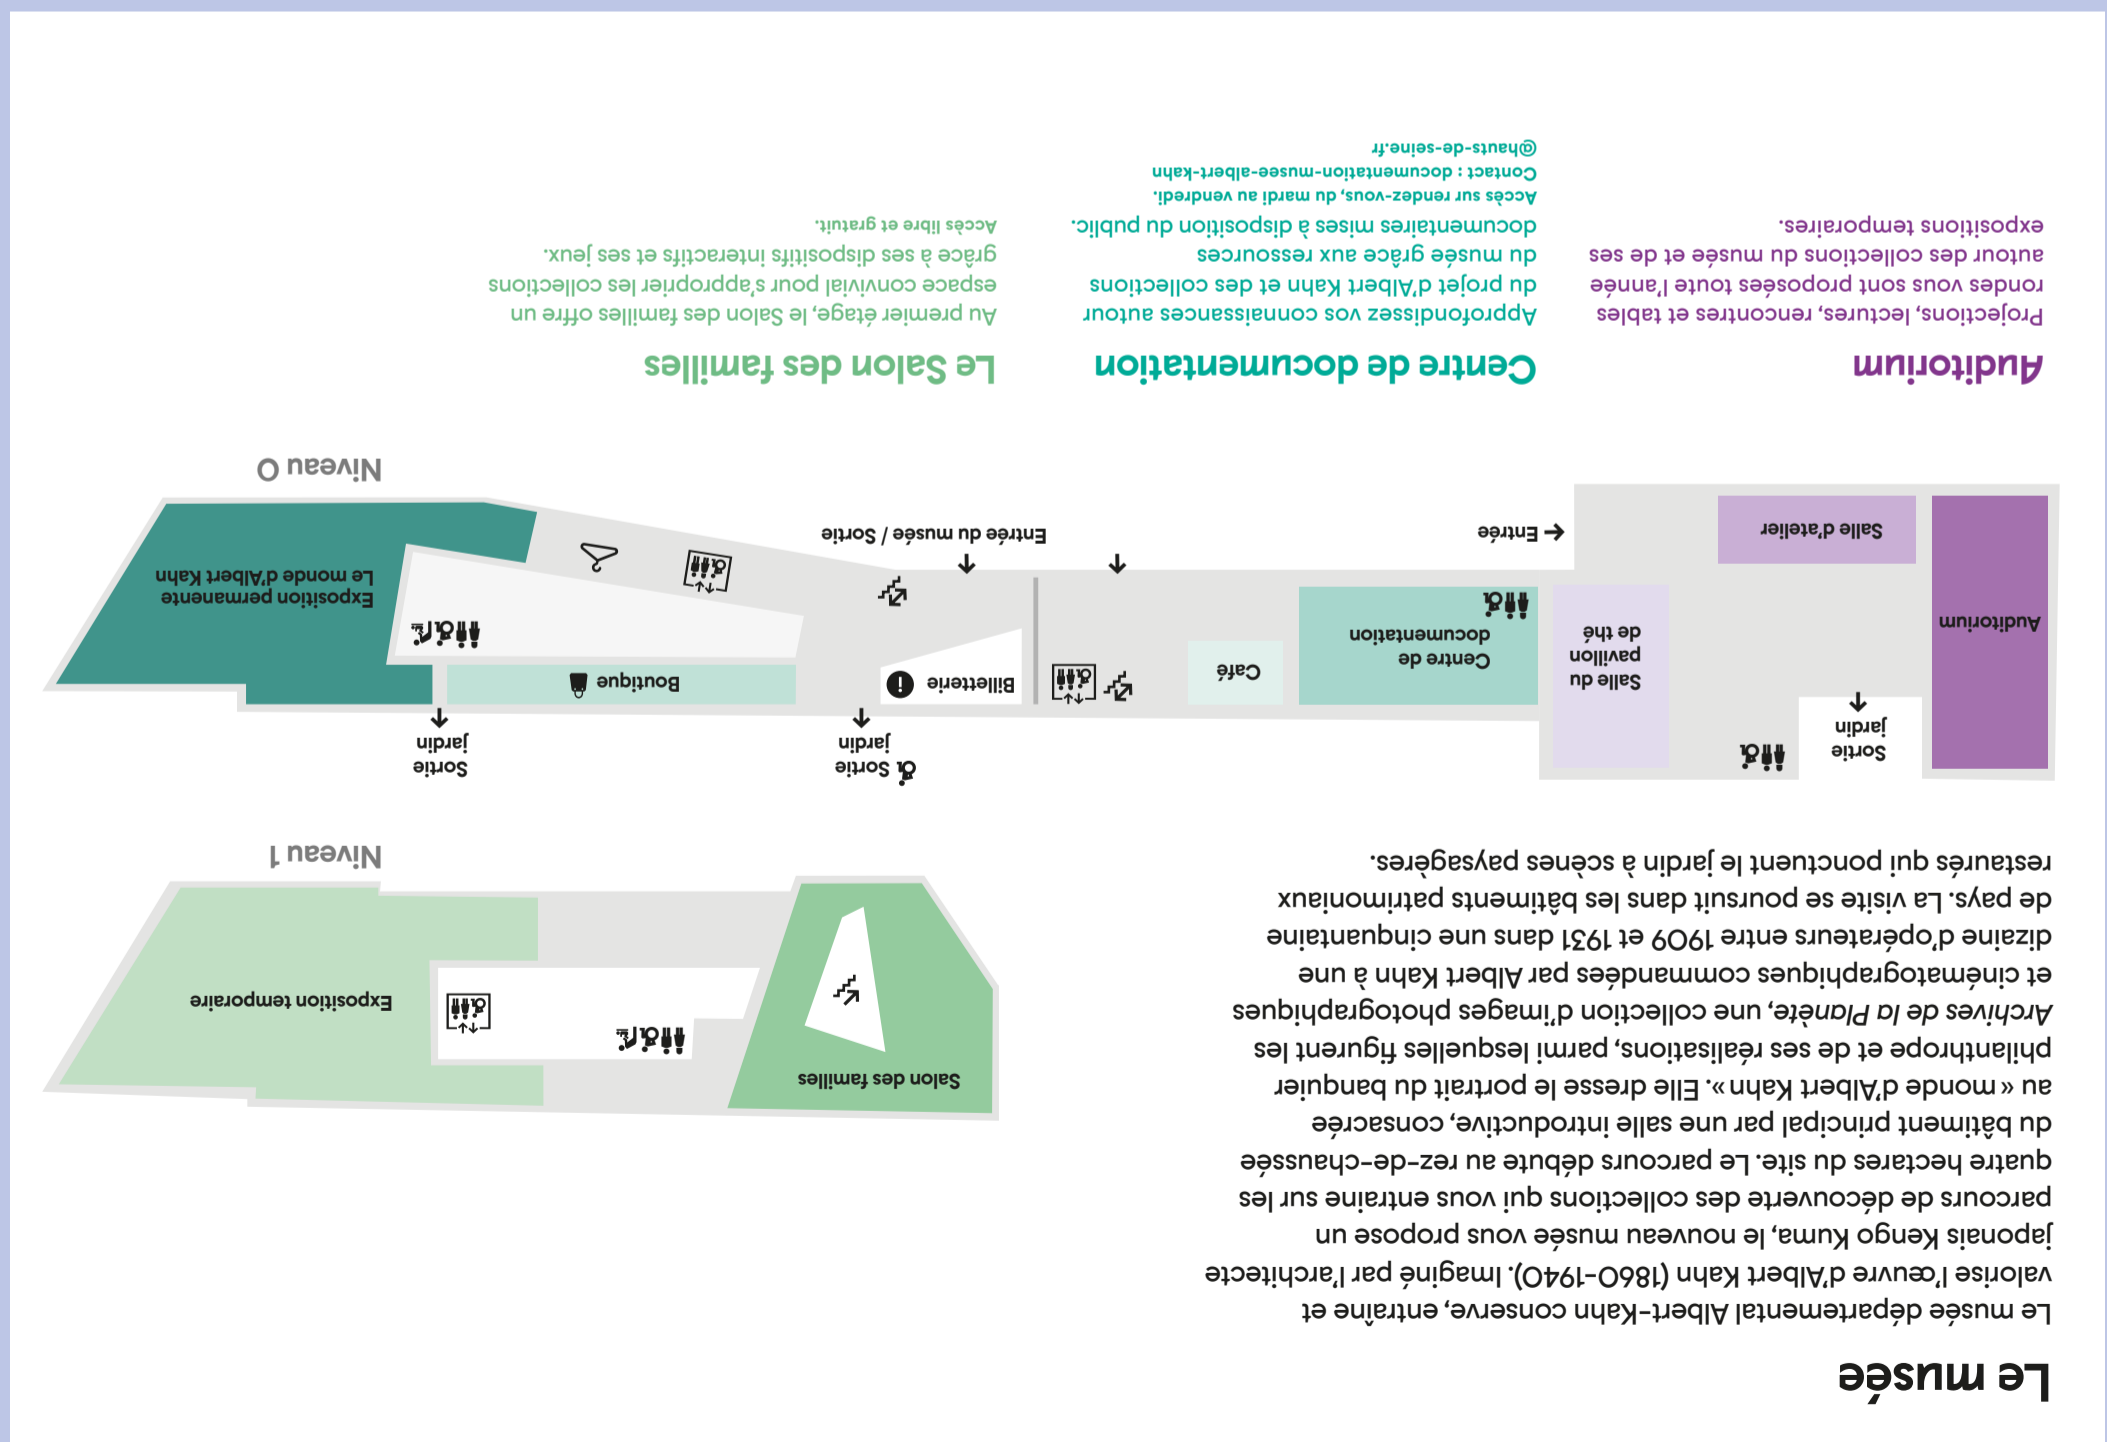 Le musée
Le musée départemental Albert-Kahn conserve, entraîne et
valorise l’œuvre d’Albert Kahn (1860-1940). Imaginé par l’architecte
japonais Kengo Kuma, le nouveau musée vous propose un
parcours de découverte des collections qui vous entraine sur les
quatre hectares du site. Le parcours débute au rez-de-chaussée
du bâtiment principal par une salle introductive, consacrée
au « monde d’Albert Kahn ». Elle dresse le portrait du banquier
philanthrope et de ses réalisations, parmi lesquelles figurent les
Archives de la Planète, une collection d’images photographiques
et cinématographiques commandées par Albert Kahn à une
dizaine d’opérateurs entre 1909 et 1931 dans une cinquantaine
de pays. La visite se poursuit dans les bâtiments patrimoniaux
restaurés qui ponctuent le jardin à scènes paysagères.
Salon des familles
Exposition temporaire
Niveau 1
Sortie
jardin
Sortie
jardin
Sortie
jardin
Auditorium
Salle d’atelier
Salle du
pavillon
de thé
Centre de
documentation
Café
Billetterie
Boutique
Exposition permanente
Le monde d’Albert Kahn
Entrée
Entrée du musée / Sortie
Niveau 0
Auditorium
Projections, lectures, rencontres et tables
rondes vous sont proposées toute l’année
autour des collections du musée et de ses
expositions temporaires.
Centre de documentation
Approfondissez vos connaissances autour
du projet d’Albert Kahn et des collections
du musée grâce aux ressources
documentaires mises à disposition du public.
Accès sur rendez-vous, du mardi au vendredi.
Contact : documentation-musee-albert-kahn
@hauts-de-seine.fr
Le Salon des familles
Au premier étage, le Salon des familles offre un
espace convivial pour s’approprier les collections
grâce à ses dispositifs interactifs et ses jeux.
Accès libre et gratuit.